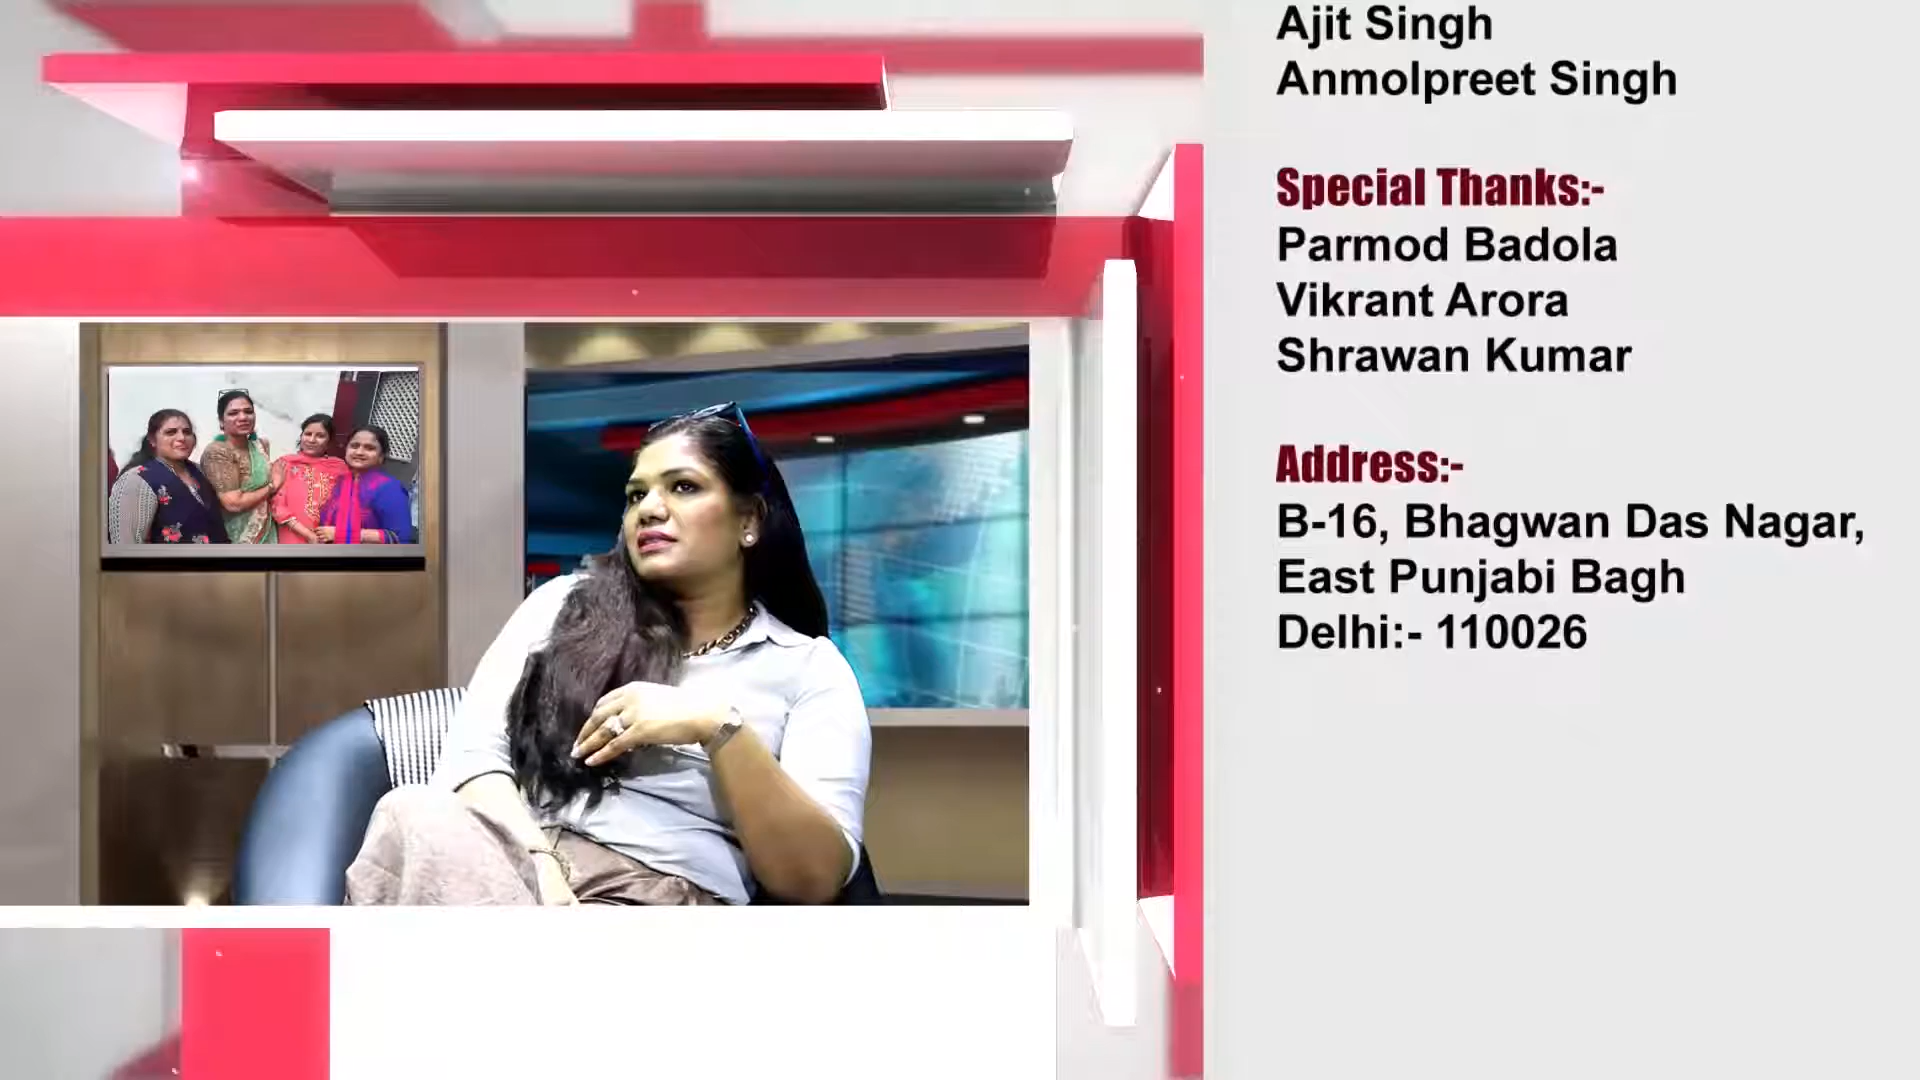 Ajit Singh
Anmolpreet Singh
Special Thanks:-
Parmod Badola
Vikrant Arora
Shrawan Kumar
Address:-
B-16, Bhagwan Das Nagar,
East Punjabi Bagh
Delhi:- 110026